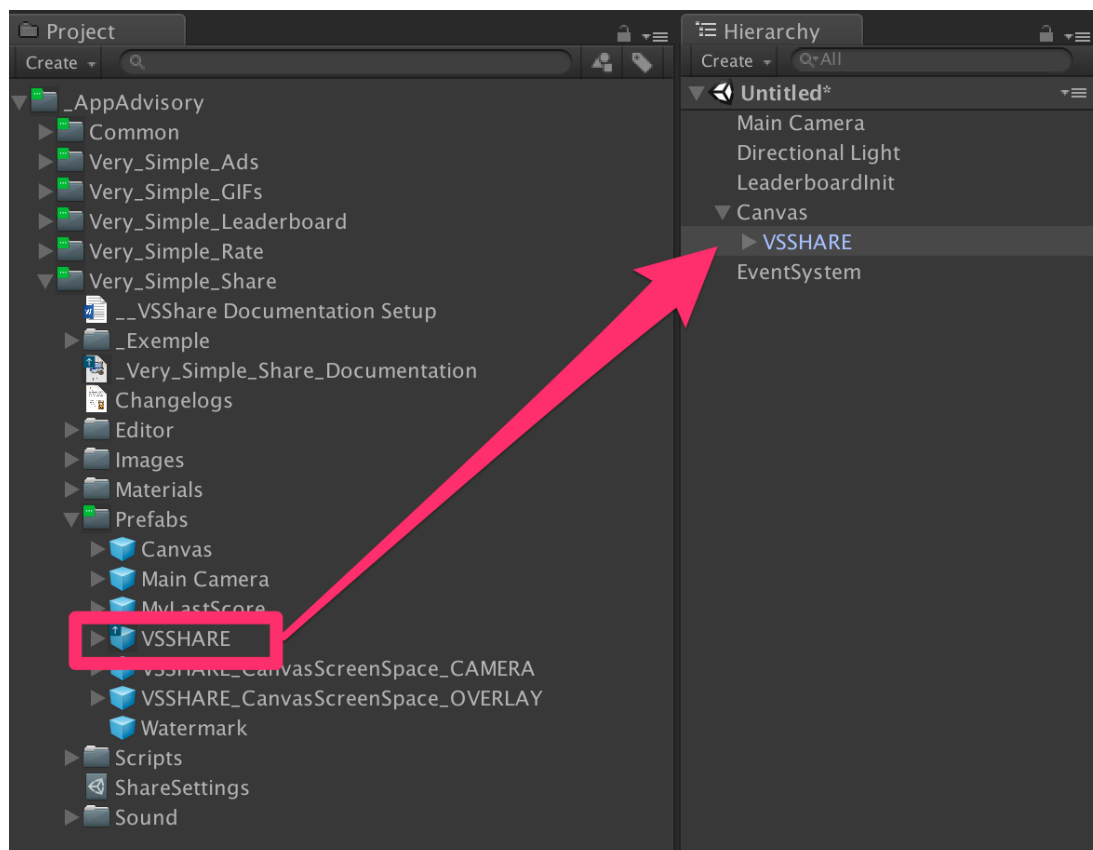 Project
Create
_AppAdvisory
Common
Very_Simple_Ads
Very_Simple_GIFs
Very_Simple_Leaderboard
Very_Simple_Rate
Very_Simple_Share
__VSShare Documentation Setup
_Exemple
_Very_Simple_Share_Documentation
Changelogs
Editor
Images
Materials
Prefabs
Canvas
Main Camera
MyLastScore
VSSHARE
VSSHARE_CanvasScreenSpace_CAMERA
VSSHARE_CanvasScreenSpace_OVERLAY
Watermark
Scripts
ShareSettings
Sound
Hierarchy
Create
All
Untitled*
Main Camera
Directional Light
LeaderboardInit
Canvas
VSSHARE
EventSystem